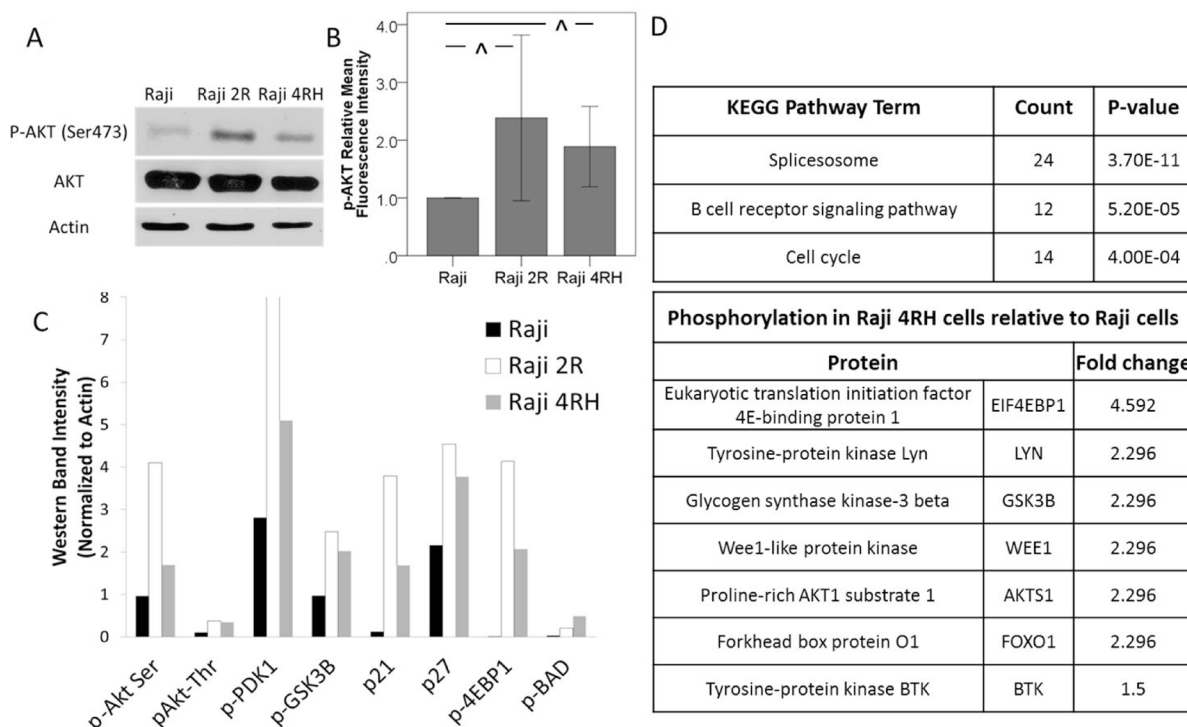 A
Raji Raji 2R Raji 4RH
P-AKT (Ser473)
AKT
Actin
B
p-AKT Relative Mean
Fluorescence Intensity
4.0
3.0
2.0
1.0
.0
^
^
Raji Raji 2R Raji 4RH
C
Western Band Intensity
(Normalized to Actin)
8
7
6
5
4
3
2
1
0
Raji
Raji 2R
Raji 4RH
p-Akt Ser
pAkt-Thr
p-PDK1
p-GSK3B
p21
p27
p-4EBP1
p-BAD
D
KEGG Pathway Term Count P-value
Splicesosome 24 3.70E-11
B cell receptor signaling pathway 12 5.20E-05
Cell cycle 14 4.00E-04
Phosphorylation in Raji 4RH cells relative to Raji cells
Protein Fold change
Eukaryotic translation initiation factor
4E-binding protein 1 EIF4EBP1 4.592
Tyrosine-protein kinase Lyn LYN 2.296
Glycogen synthase kinase-3 beta GSK3B 2.296
Wee1-like protein kinase WEE1 2.296
Proline-rich AKT1 substrate 1 AKTS1 2.296
Forkhead box protein O1 FOXO1 2.296
Tyrosine-protein kinase BTK BTK 1.5